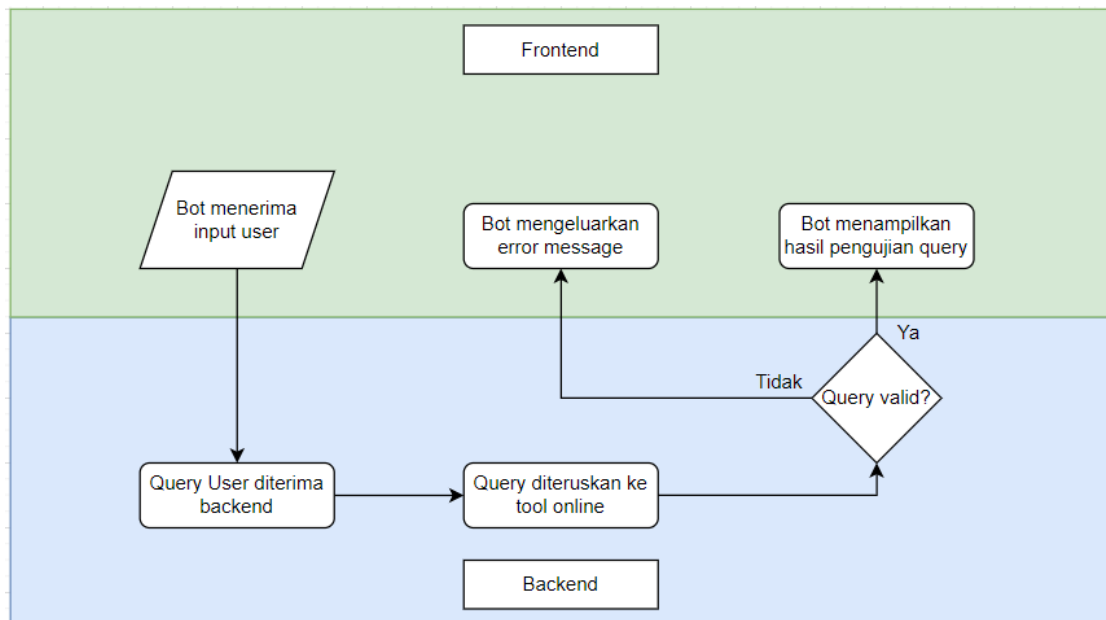 Frontend
Bot menerima
input user
Bot mengeluarkan
error message
Bot menampilkan
hasil pengujian query
Ya
Tidak
Query valid?
Query User diterima
backend
Query diteruskan ke
tool online
Backend